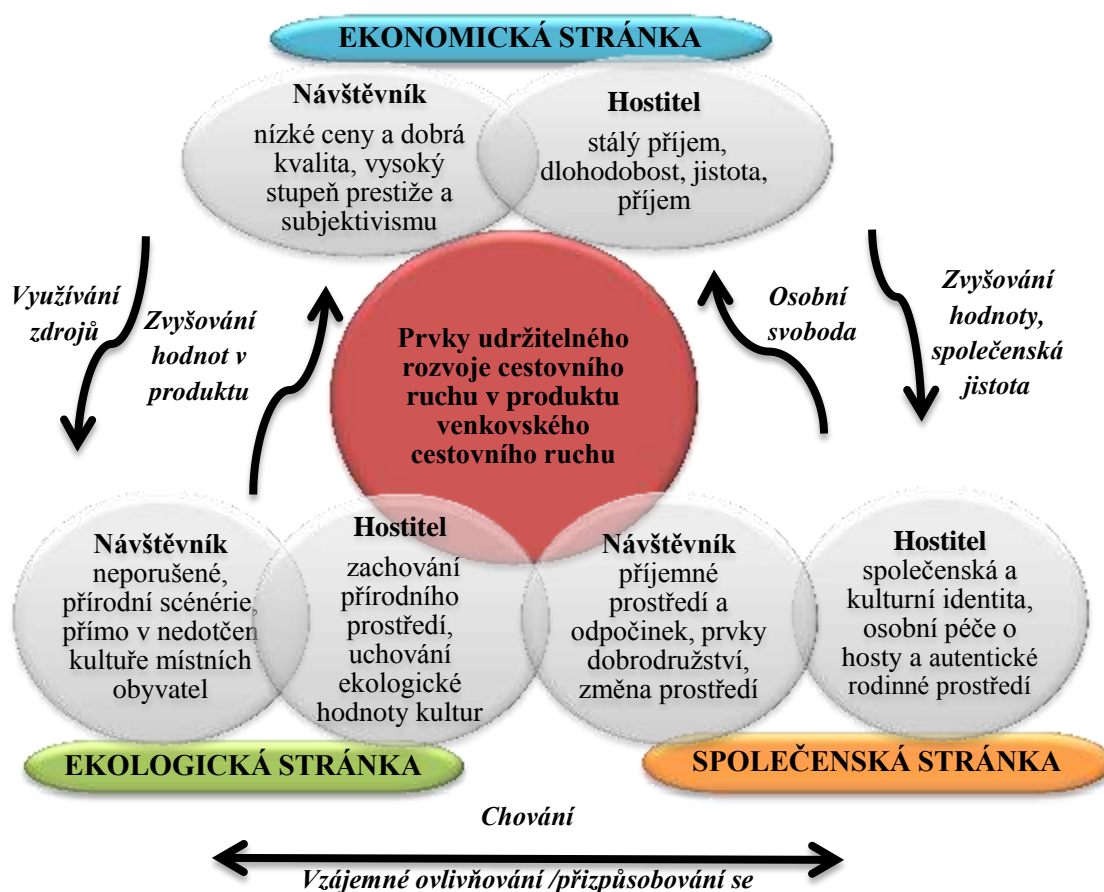 EKONOMICKÁ STRÁNKA
Návštěvník
nízké ceny a dobrá
kvalita, vysoký
stupeň prestiže a
subjektivismu
Hostitel
stálý příjem,
dlohodobost, jistota,
příjem
Využívání
zdrojů
Zvyšování
hodnot v
produktu
Osobní
svoboda
Zvyšování
hodnoty,
společenská
jistota
Prvky udržitelného
rozvoje cestovního
ruchu v produktu
venkovského
cestovního ruchu
Návštěvník
neporušené,
přírodní scénérie,
přímo v nedotčen
kultuře místních
obyvatel
Hostitel
zachování
přírodního
prostředí,
uchování
ekologické
hodnoty kultur
Návštěvník
příjemné
prostředí a
odpočinek, prvky
dobrodružství,
změna prostředí
Hostitel
společenská a
kulturní identita,
osobní péče o
hosty a autentické
rodinné prostředí
EKOLOGICKÁ STRÁNKA
SPOLEČENSKÁ STRÁNKA
Chování
Vzájemné ovlivňování /přizpůsobování se